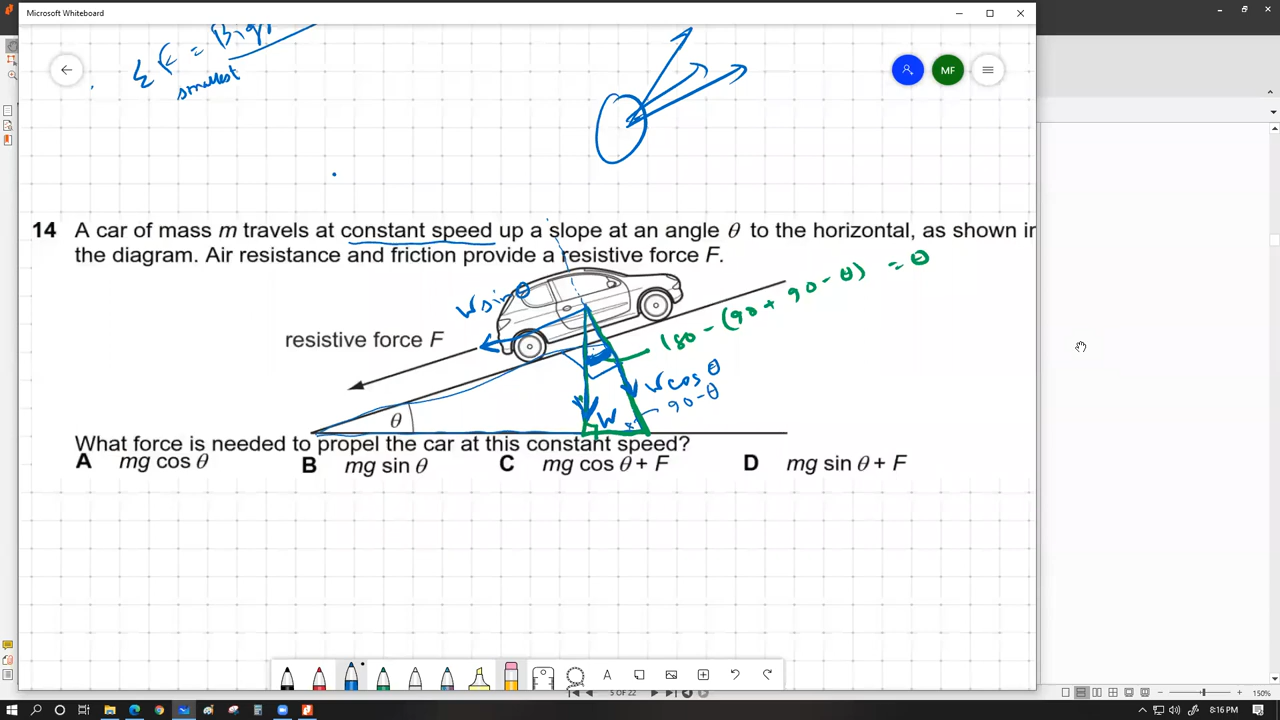 Microsoft Whiteboard
Σ F =
smallest
MF
14 A car of mass m travels at constant speed up a slope at an angle θ to the horizontal, as shown in
the diagram. Air resistance and friction provide a resistive force F.
180 - (90 + 90 - θ) = θ
W sin θ
resistive force F
W cos θ
90 - θ
W
θ
What force is needed to propel the car at this constant speed?
A mg cos θ B mg sin θ C mg cos θ + F D mg sin θ + F
A
5 OF 22
150%
8:16 PM